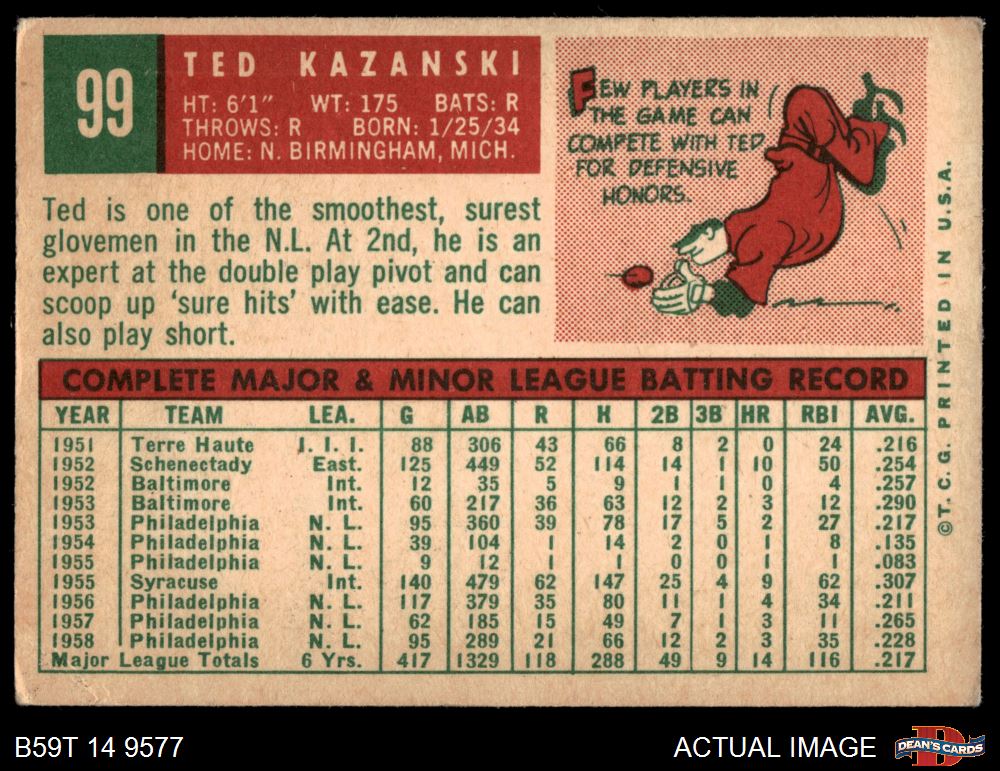 99
TED KAZANSKI
HT: 6'1" WT: 175 BATS: R
THROWS: R BORN: 1/25/34
HOME: N. BIRMINGHAM, MICH.
FEW PLAYERS IN
THE GAME CAN
COMPETE WITH TED
FOR DEFENSIVE
HONORS.
Ted is one of the smoothest, surest
glovemen in the N.L. At 2nd, he is an
expert at the double play pivot and can
scoop up 'sure hits' with ease. He can
also play short.
COMPLETE MAJOR & MINOR LEAGUE BATTING RECORD
YEAR TEAM LEA. G AB R H 2B 3B HR RBI AVG.
1951 Terre Haute I. I. I. 88 306 43 66 8 2 0 24 .216
1952 Schenectady East. 125 449 52 114 14 1 10 50 .254
1952 Baltimore Int. 12 35 5 9 1 1 0 4 .257
1953 Baltimore Int. 60 217 36 63 12 2 3 12 .290
1953 Philadelphia N. L. 95 360 39 78 17 5 2 27 .217
1954 Philadelphia N. L. 39 104 1 14 2 0 1 8 .135
1955 Philadelphia N. L. 9 12 1 1 0 0 1 1 .083
1955 Syracuse Int. 140 479 62 147 25 4 9 62 .307
1956 Philadelphia N. L. 117 379 35 80 11 1 4 34 .211
1957 Philadelphia N. L. 62 185 15 49 7 1 3 11 .265
1958 Philadelphia N. L. 95 289 21 66 12 2 3 35 .228
Major League Totals 6 Yrs. 417 1329 118 288 49 9 14 116 .217
© T. C. G. PRINTED IN U.S.A.
B59T 14 9577
ACTUAL IMAGE
DEAN'S CARDS